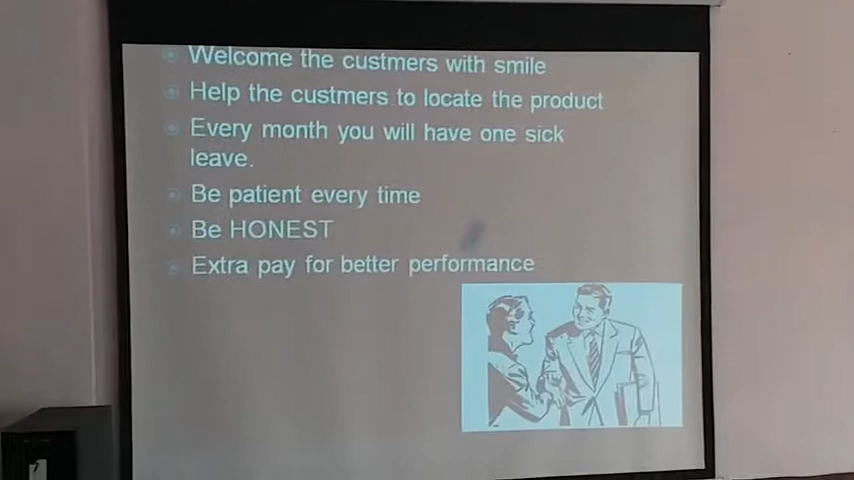 Welcome the custmers with smile
Help the custmers to locate the product
Every month you will have one sick
leave.
Be patient every time
Be HONEST
Extra pay for better performance